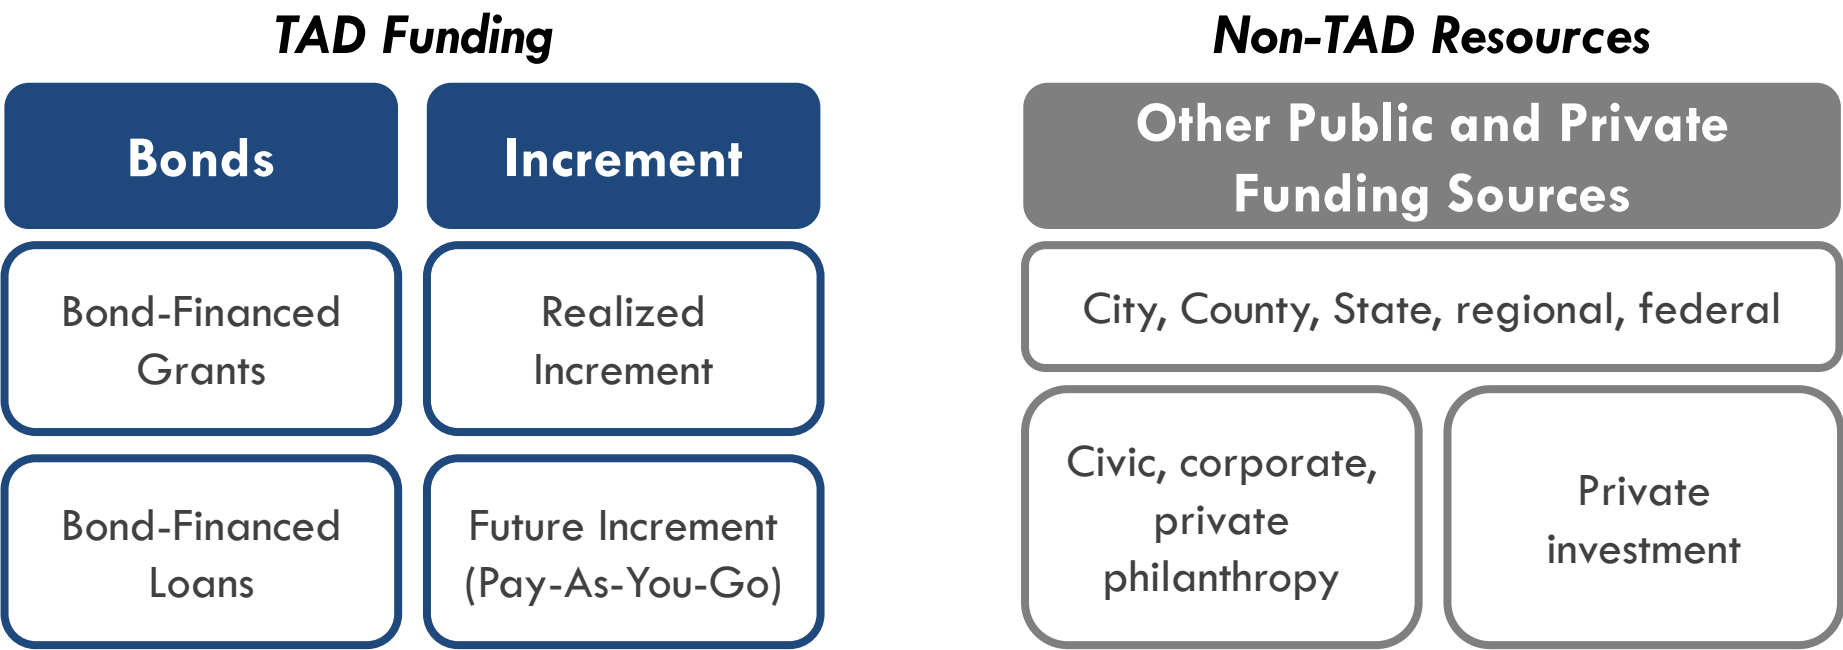 TAD Funding
Bonds
Increment
Bond-Financed
Grants
Realized
Increment
Bond-Financed
Loans
Future Increment
(Pay-As-You-Go)
Non-TAD Resources
Other Public and Private
Funding Sources
City, County, State, regional, federal
Civic, corporate,
private
philanthropy
Private
investment